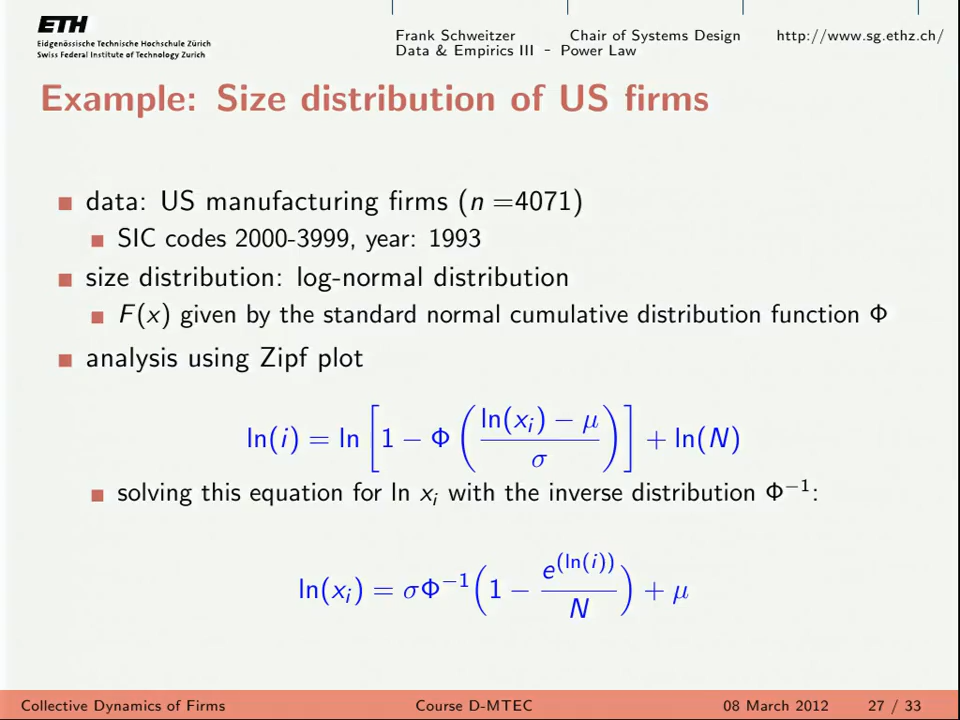 ETH
Eidgenössische Technische Hochschule Zürich
Swiss Federal Institute of Technology Zurich
Frank Schweitzer Chair of Systems Design http://www.sg.ethz.ch/
Data & Empirics III - Power Law
Example: Size distribution of US firms
data: US manufacturing firms (n =4071)
SIC codes 2000-3999, year: 1993
size distribution: log-normal distribution
F(x) given by the standard normal cumulative distribution function Φ
analysis using Zipf plot
ln(i) = ln [1 − Φ ((ln(xᵢ) − μ)/σ)] + ln(N)
solving this equation for ln xᵢ with the inverse distribution Φ⁻¹:
ln(xᵢ) = σΦ⁻¹(1 − e^(ln(i))/N) + μ
Collective Dynamics of Firms Course D-MTEC 08 March 2012 27 / 33